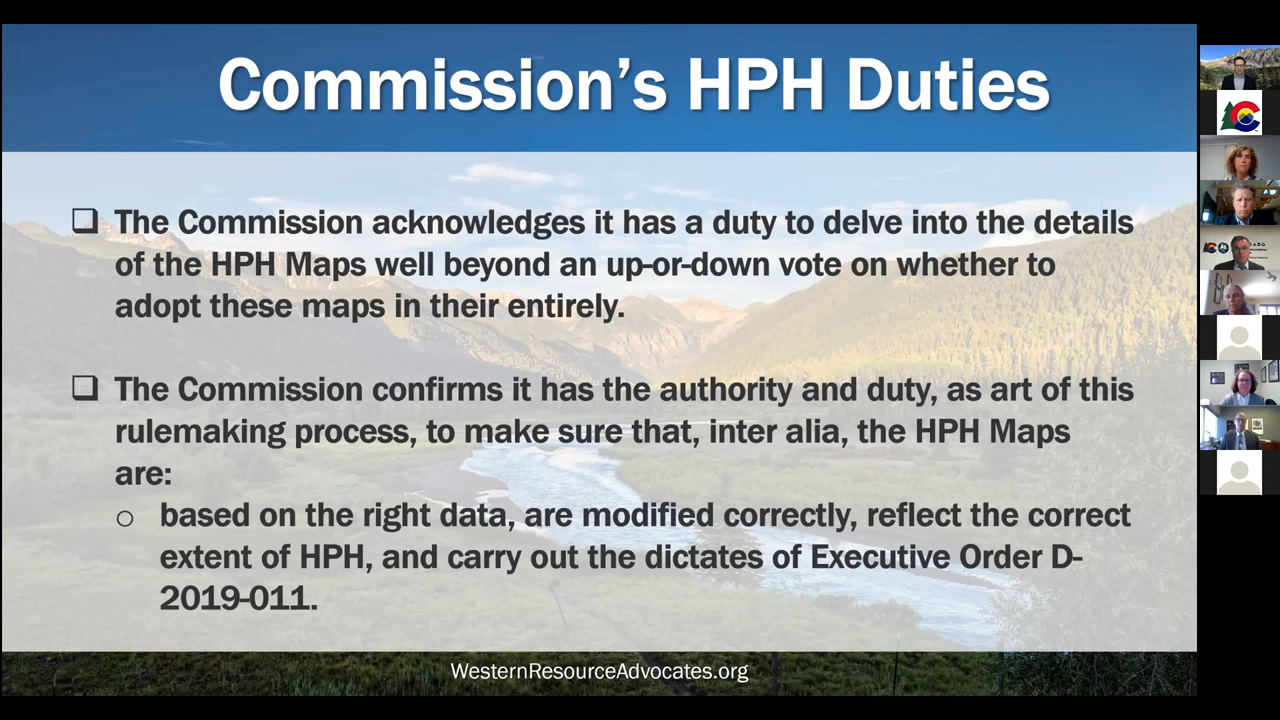 Commission's HPH Duties
❑ The Commission acknowledges it has a duty to delve into the details
of the HPH Maps well beyond an up-or-down vote on whether to
adopt these maps in their entirely.
❑ The Commission confirms it has the authority and duty, as art of this
rulemaking process, to make sure that, inter alia, the HPH Maps
are:
o based on the right data, are modified correctly, reflect the correct
extent of HPH, and carry out the dictates of Executive Order D-
2019-011.
WesternResourceAdvocates.org